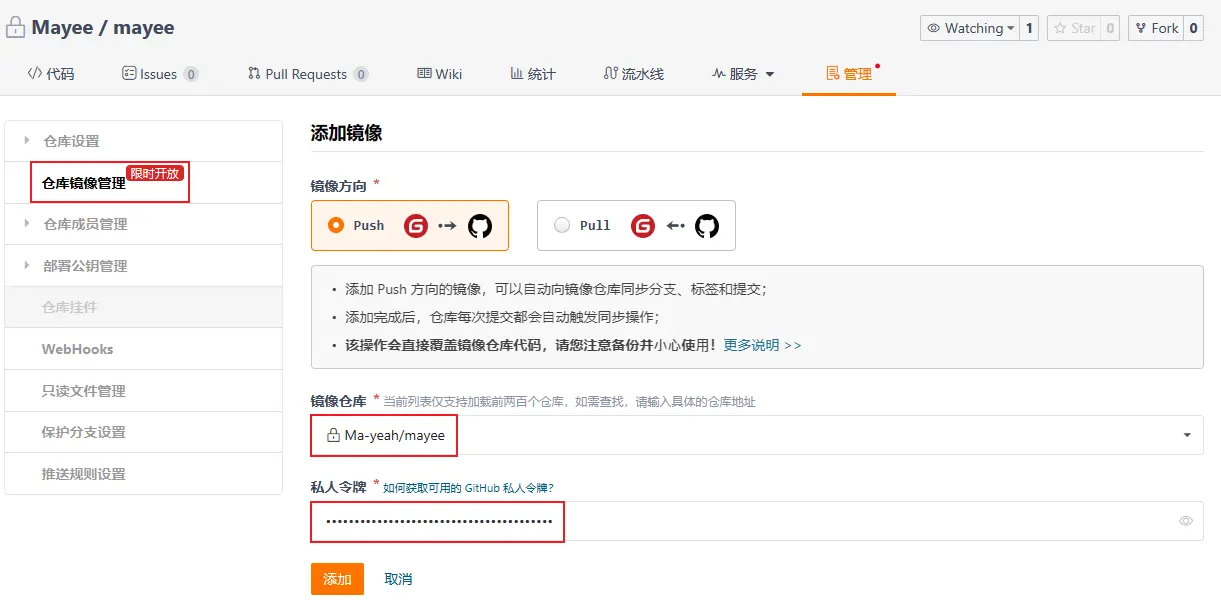 Mayee / mayee
Watching 1 Star 0 Fork 0
代码 Issues 0 Pull Requests 0 Wiki 统计 流水线 服务 管理
仓库设置
仓库镜像管理 限时开放
仓库成员管理
部署公钥管理
仓库挂件
WebHooks
只读文件管理
保护分支设置
推送规则设置
添加镜像
镜像方向 *
Push G Pull G
• 添加 Push 方向的镜像，可以自动向镜像仓库同步分支、标签和提交；
• 添加完成后，仓库每次提交都会自动触发同步操作；
• 该操作会直接覆盖镜像仓库代码，请您注意备份并小心使用！更多说明 >>
镜像仓库 * 当前列表仅支持加载前两百个仓库，如需查找，请输入具体的仓库地址
Ma-yeah/mayee
私人令牌 * 如何获取可用的 GitHub 私人令牌?
••••••••••••••••••••••••••••••••••••••••
添加 取消